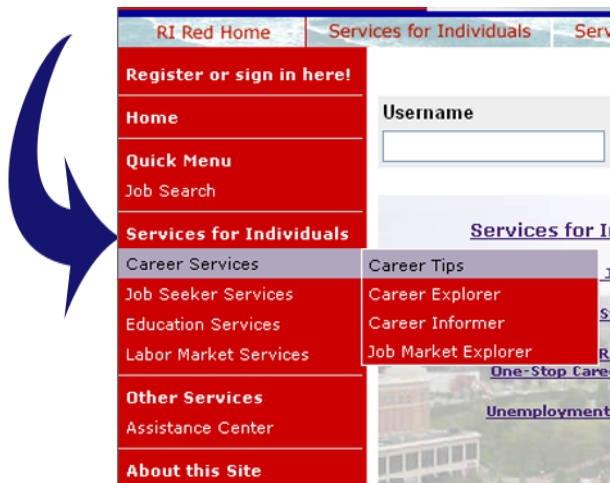 RI Red Home
Services for Individuals
Register or sign in here!
Home
Quick Menu
Job Search
Services for Individuals
Career Services
Job Seeker Services
Education Services
Labor Market Services
Other Services
Assistance Center
About this Site
Career Tips
Career Explorer
Career Informer
Job Market Explorer
Username
Services for
One-Stop
Unemployment